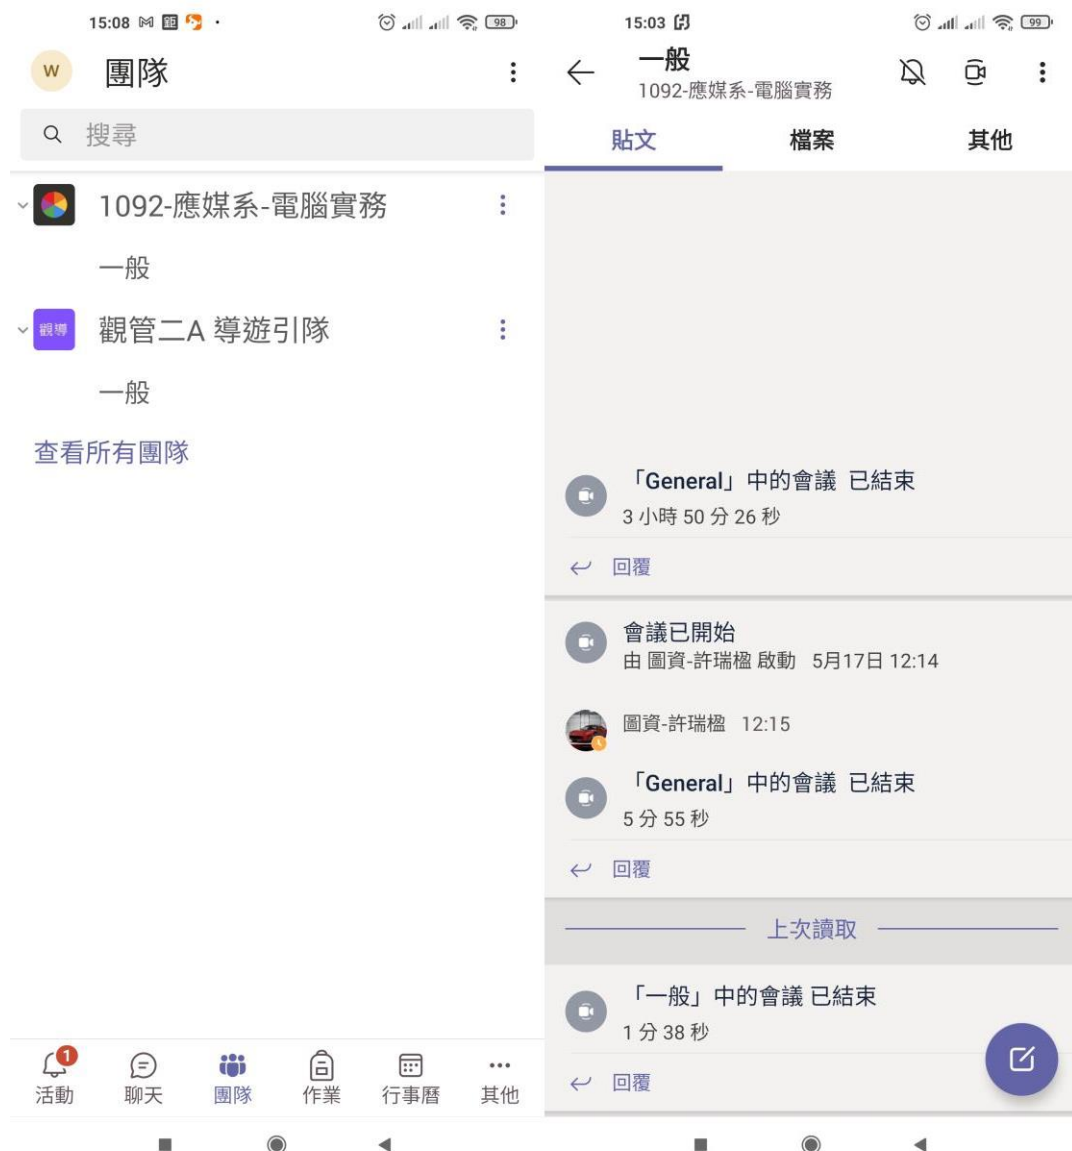 15:08
98
W
團隊
搜尋
1092-應媒系-電腦實務
一般
觀導
觀管二A 導遊引隊
一般
查看所有團隊
1
活動
聊天
團隊
作業
行事曆
其他
15:03
99
一般
1092-應媒系-電腦實務
貼文
檔案
其他
「General」中的會議 已結束
3 小時 50 分 26 秒
回覆
會議已開始
由 圖資-許瑞楹 啟動 5月17日 12:14
圖資-許瑞楹 12:15
「General」中的會議 已結束
5 分 55 秒
回覆
上次讀取
「一般」中的會議 已結束
1 分 38 秒
回覆